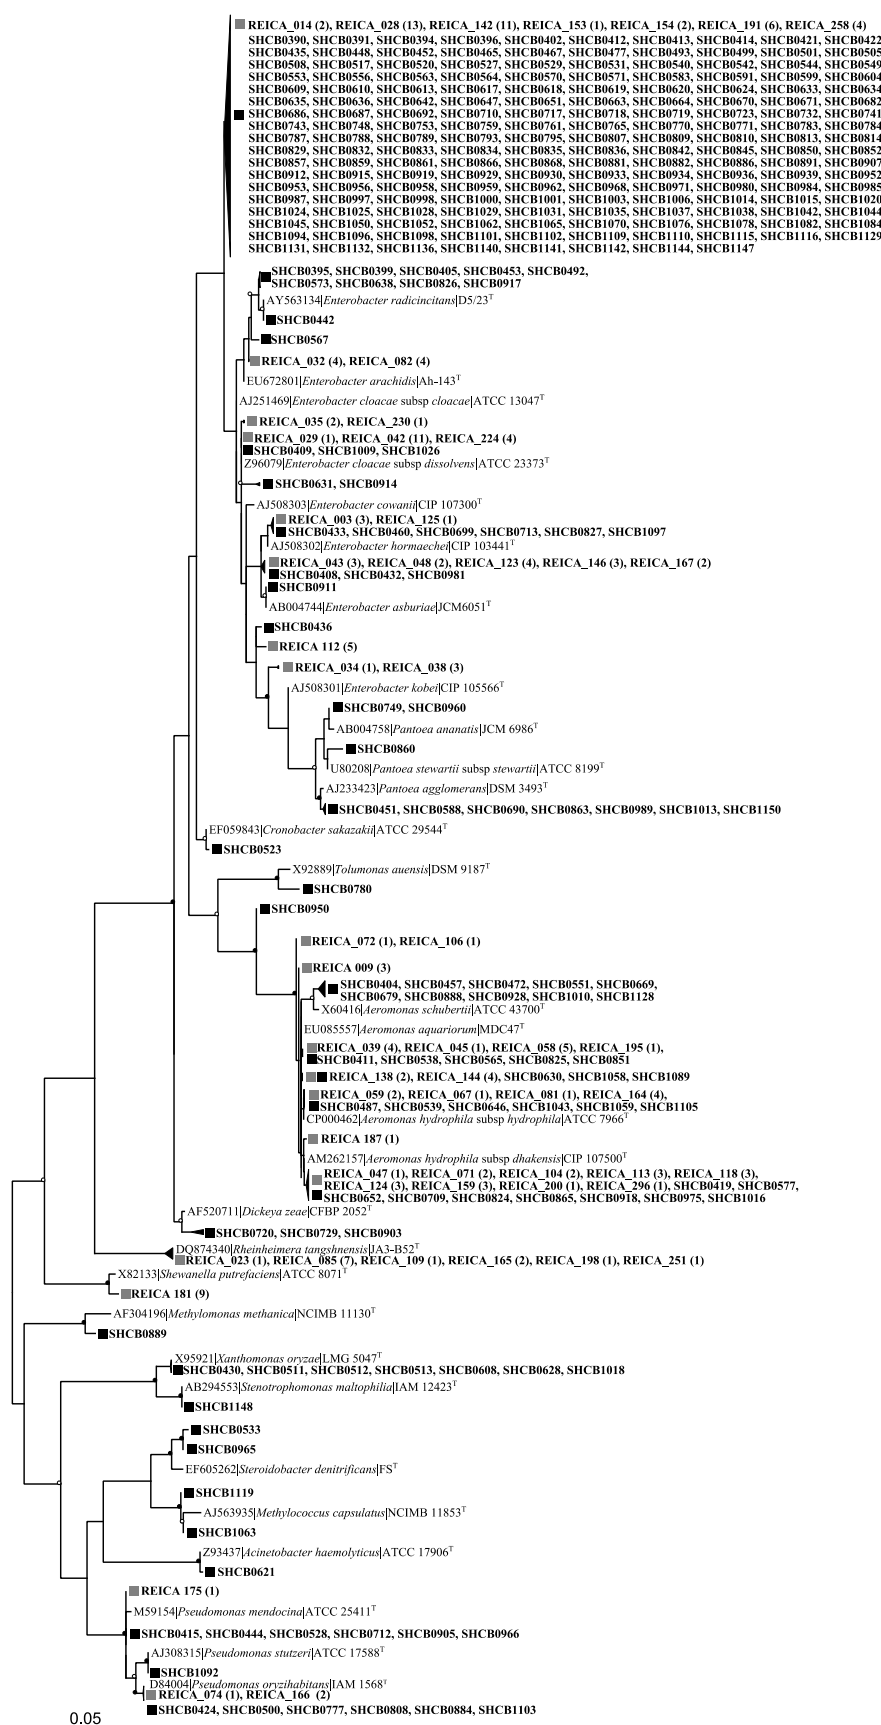 REICA_014 (2), REICA_028 (13), REICA_142 (11), REICA_153 (1), REICA_154 (2), REICA_191 (6), REICA_258 (4)
SHCB0390, SHCB0391, SHCB0394, SHCB0396, SHCB0402, SHCB0412, SHCB0413, SHCB0414, SHCB0421, SHCB0422
SHCB0435, SHCB0448, SHCB0452, SHCB0465, SHCB0467, SHCB0477, SHCB0493, SHCB0499, SHCB0501, SHCB0505
SHCB0508, SHCB0517, SHCB0520, SHCB0527, SHCB0529, SHCB0531, SHCB0540, SHCB0542, SHCB0544, SHCB0549
SHCB0553, SHCB0556, SHCB0563, SHCB0564, SHCB0570, SHCB0571, SHCB0583, SHCB0591, SHCB0599, SHCB0604
SHCB0609, SHCB0610, SHCB0613, SHCB0617, SHCB0618, SHCB0619, SHCB0620, SHCB0624, SHCB0633, SHCB0634
SHCB0635, SHCB0636, SHCB0642, SHCB0647, SHCB0651, SHCB0663, SHCB0664, SHCB0670, SHCB0671, SHCB0682
SHCB0686, SHCB0687, SHCB0692, SHCB0710, SHCB0717, SHCB0718, SHCB0719, SHCB0723, SHCB0732, SHCB0741
SHCB0743, SHCB0748, SHCB0753, SHCB0759, SHCB0761, SHCB0765, SHCB0770, SHCB0771, SHCB0783, SHCB0784
SHCB0787, SHCB0788, SHCB0789, SHCB0793, SHCB0795, SHCB0807, SHCB0809, SHCB0810, SHCB0813, SHCB0814
SHCB0829, SHCB0832, SHCB0833, SHCB0834, SHCB0835, SHCB0836, SHCB0842, SHCB0845, SHCB0850, SHCB0852
SHCB0857, SHCB0859, SHCB0861, SHCB0866, SHCB0868, SHCB0881, SHCB0882, SHCB0886, SHCB0891, SHCB0907
SHCB0912, SHCB0915, SHCB0919, SHCB0929, SHCB0930, SHCB0933, SHCB0934, SHCB0936, SHCB0939, SHCB0952
SHCB0953, SHCB0956, SHCB0958, SHCB0959, SHCB0962, SHCB0968, SHCB0971, SHCB0980, SHCB0984, SHCB0985
SHCB0987, SHCB0997, SHCB0998, SHCB1000, SHCB1001, SHCB1003, SHCB1006, SHCB1014, SHCB1015, SHCB1020
SHCB1024, SHCB1025, SHCB1028, SHCB1029, SHCB1031, SHCB1035, SHCB1037, SHCB1038, SHCB1042, SHCB1044
SHCB1045, SHCB1050, SHCB1052, SHCB1062, SHCB1065, SHCB1070, SHCB1076, SHCB1078, SHCB1082, SHCB1084
SHCB1094, SHCB1096, SHCB1098, SHCB1101, SHCB1102, SHCB1109, SHCB1110, SHCB1115, SHCB1116, SHCB1129
SHCB1131, SHCB1132, SHCB1136, SHCB1140, SHCB1141, SHCB1142, SHCB1144, SHCB1147
SHCB0395, SHCB0399, SHCB0405, SHCB0453, SHCB0492,
SHCB0573, SHCB0638, SHCB0826, SHCB0917
AY563134|Enterobacter radicincitans|D5/23T
SHCB0442
SHCB0567
REICA_032 (4), REICA_082 (4)
EU672801|Enterobacter arachidis|Ah-143T
AJ251469|Enterobacter cloacae subsp cloacae|ATCC 13047T
REICA_035 (2), REICA_230 (1)
REICA_029 (1), REICA_042 (11), REICA_224 (4)
SHCB0409, SHCB1009, SHCB1026
Z96079|Enterobacter cloacae subsp dissolvens|ATCC 23373T
SHCB0631, SHCB0914
AJ508303|Enterobacter cowanii|CIP 107300T
REICA_003 (3), REICA_125 (1)
SHCB0433, SHCB0460, SHCB0699, SHCB0713, SHCB0827, SHCB1097
AJ508302|Enterobacter hormaechei|CIP 103441T
REICA_043 (3), REICA_048 (2), REICA_123 (4), REICA_146 (3), REICA_167 (2)
SHCB0408, SHCB0432, SHCB0981
SHCB0911
AB004744|Enterobacter asburiae|JCM6051T
SHCB0436
REICA 112 (5)
REICA_034 (1), REICA_038 (3)
AJ508301|Enterobacter kobei|CIP 105566T
SHCB0749, SHCB0960
AB004758|Pantoea ananatis|JCM 6986T
SHCB0860
U80208|Pantoea stewartii subsp stewartii|ATCC 8199T
AJ233423|Pantoea agglomerans|DSM 3493T
SHCB0451, SHCB0588, SHCB0690, SHCB0863, SHCB0989, SHCB1013, SHCB1150
EF059843|Cronobacter sakazakii|ATCC 29544T
SHCB0523
X92889|Tolumonas auensis|DSM 9187T
SHCB0780
SHCB0950
REICA_072 (1), REICA_106 (1)
REICA 009 (3)
SHCB0404, SHCB0457, SHCB0472, SHCB0551, SHCB0669,
SHCB0679, SHCB0888, SHCB0928, SHCB1010, SHCB1128
X60416|Aeromonas schubertii|ATCC 43700T
EU085557|Aeromonas aquariorum|MDC47T
REICA_039 (4), REICA_045 (1), REICA_058 (5), REICA_195 (1),
SHCB0411, SHCB0538, SHCB0565, SHCB0825, SHCB0851
REICA_138 (2), REICA_144 (4), SHCB0630, SHCB1058, SHCB1089
REICA_059 (2), REICA_067 (1), REICA_081 (1), REICA_164 (4),
SHCB0487, SHCB0539, SHCB0646, SHCB1043, SHCB1059, SHCB1105
CP000462|Aeromonas hydrophila subsp hydrophila|ATCC 7966T
REICA 187 (1)
AM262157|Aeromonas hydrophila subsp dhakensis|CIP 107500T
REICA_047 (1), REICA_071 (2), REICA_104 (2), REICA_113 (3), REICA_118 (3),
REICA_124 (3), REICA_159 (3), REICA_200 (1), REICA_296 (1), SHCB0419, SHCB0577,
SHCB0652, SHCB0709, SHCB0824, SHCB0865, SHCB0918, SHCB0975, SHCB1016
AF520711|Dickeya zeae|CFBP 2052T
SHCB0720, SHCB0729, SHCB0903
DQ874340|Rheinheimera tangshnensis|JA3-B52T
REICA_023 (1), REICA_085 (7), REICA_109 (1), REICA_165 (2), REICA_198 (1), REICA_251 (1)
X82133|Shewanella putrefaciens|ATCC 8071T
REICA 181 (9)
AF304196|Methylomonas methanica|NCIMB 11130T
SHCB0889
X95921|Xanthomonas oryzae|LMG 5047T
SHCB0430, SHCB0511, SHCB0512, SHCB0513, SHCB0608, SHCB0628, SHCB1018
AB294553|Stenotrophomonas maltophilia|IAM 12423T
SHCB1148
SHCB0533
SHCB0965
EF605262|Steroidobacter denitrificans|FST
SHCB1119
AJ563935|Methylococcus capsulatus|NCIMB 11853T
SHCB1063
Z93437|Acinetobacter haemolyticus|ATCC 17906T
SHCB0621
REICA 175 (1)
M59154|Pseudomonas mendocina|ATCC 25411T
SHCB0415, SHCB0444, SHCB0528, SHCB0712, SHCB0905, SHCB0966
AJ308315|Pseudomonas stutzeri|ATCC 17588T
SHCB1092
D84004|Pseudomonas oryzihabitans|IAM 1568T
REICA_074 (1), REICA_166 (2)
SHCB0424, SHCB0500, SHCB0777, SHCB0808, SHCB0884, SHCB1103
0.05